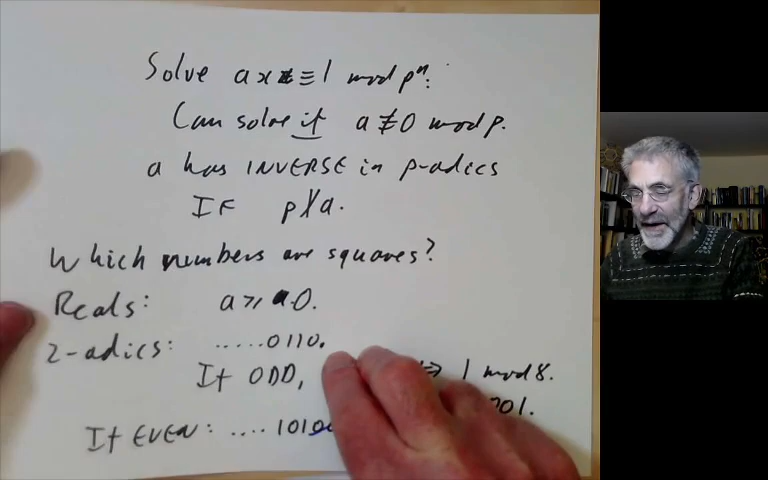 Solve ax ≡ 1 mod pⁿ:
Can solve if a ≢ 0 mod p.
a has INVERSE in p-adics
IF p∤a.
Which numbers are squares?
Reals: a ≥ 0.
2-adics: .....0110.
If ODD, ⇔ 1 mod 8.
001.
If EVEN: ....1010